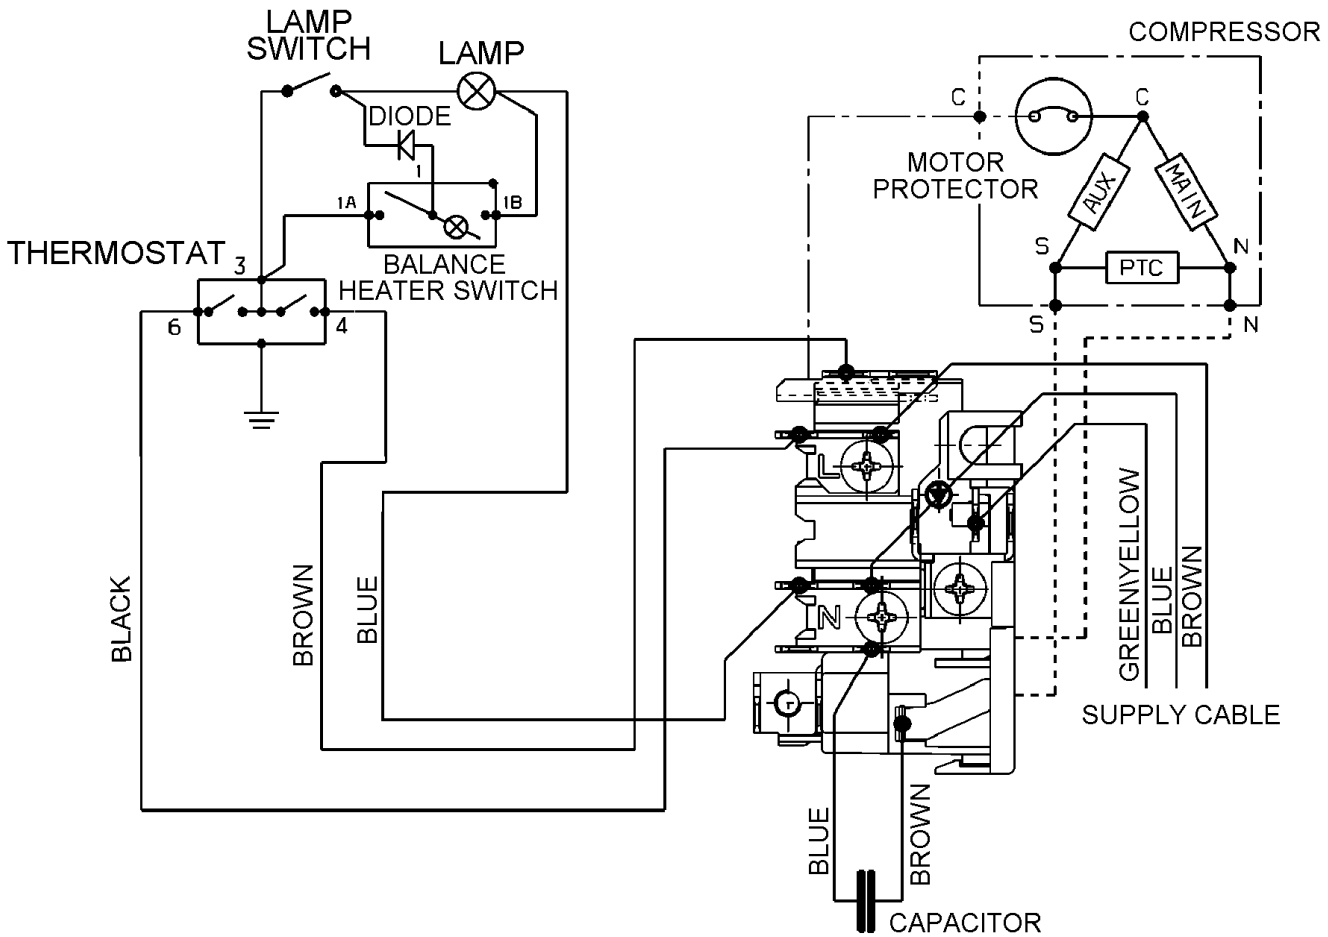 LAMP
SWITCH
LAMP
COMPRESSOR
DIODE
C
C
1
MOTOR
PROTECTOR
AUX
MAIN
1A
1B
THERMOSTAT
3
BALANCE
HEATER SWITCH
S
N
PTC
6
4
S
N
L
BLACK
BROWN
BLUE
N
GREEN\YELLOW
BLUE
BROWN
SUPPLY CABLE
BLUE
BROWN
CAPACITOR